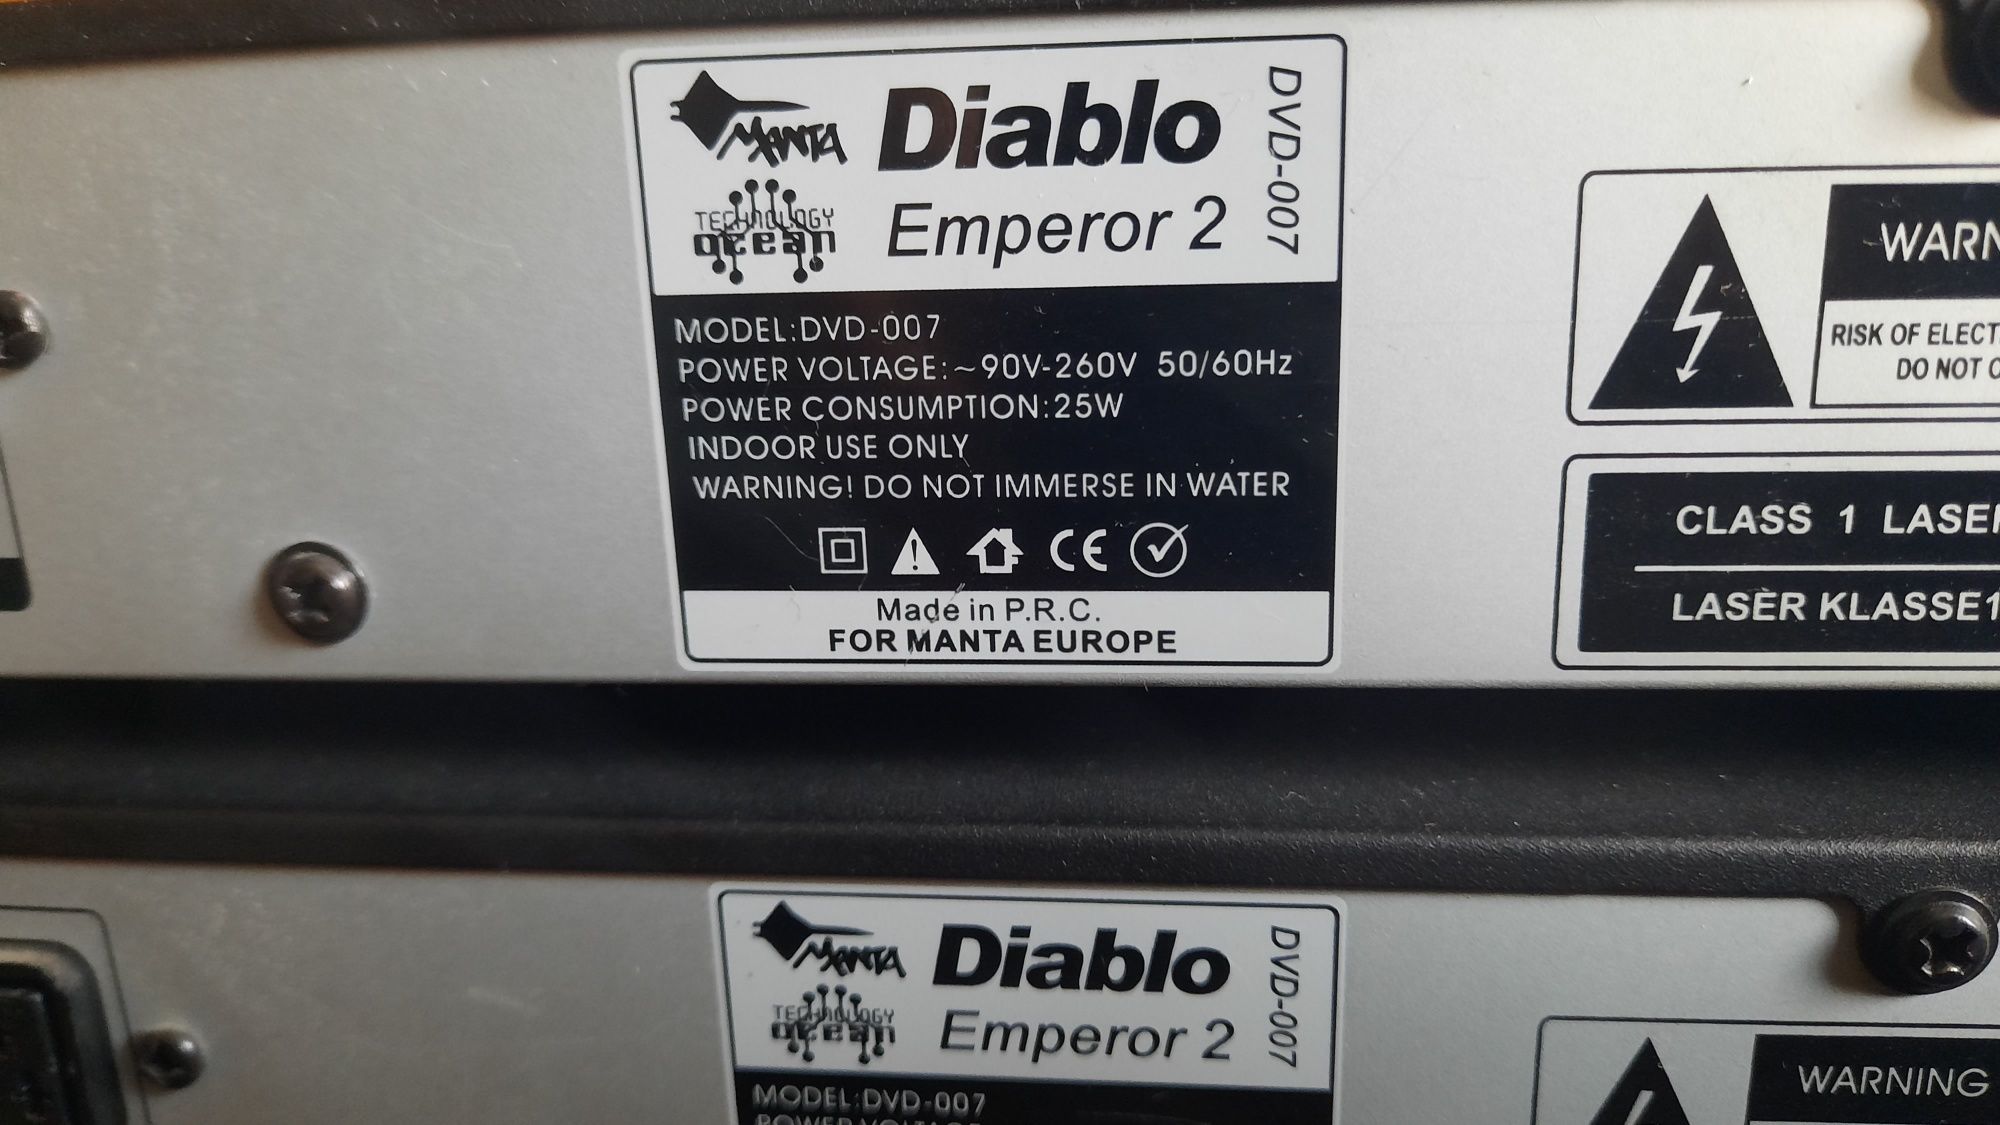 MANTA
TECHNOLOGY
ocean
Diablo
Emperor 2
DVD-007
MODEL:DVD-007
POWER VOLTAGE:~90V-260V 50/60Hz
POWER CONSUMPTION:25W
INDOOR USE ONLY
WARNING! DO NOT IMMERSE IN WATER
CE
Made in P.R.C.
FOR MANTA EUROPE
WARN
RISK OF ELECT
DO NOT O
CLASS 1 LASE
LASER KLASSE1
MANTA
TECHNOLOGY
ocean
Diablo
Emperor 2
DVD-007
MODEL:DVD-007
POWER VOLTAGE
WARNING